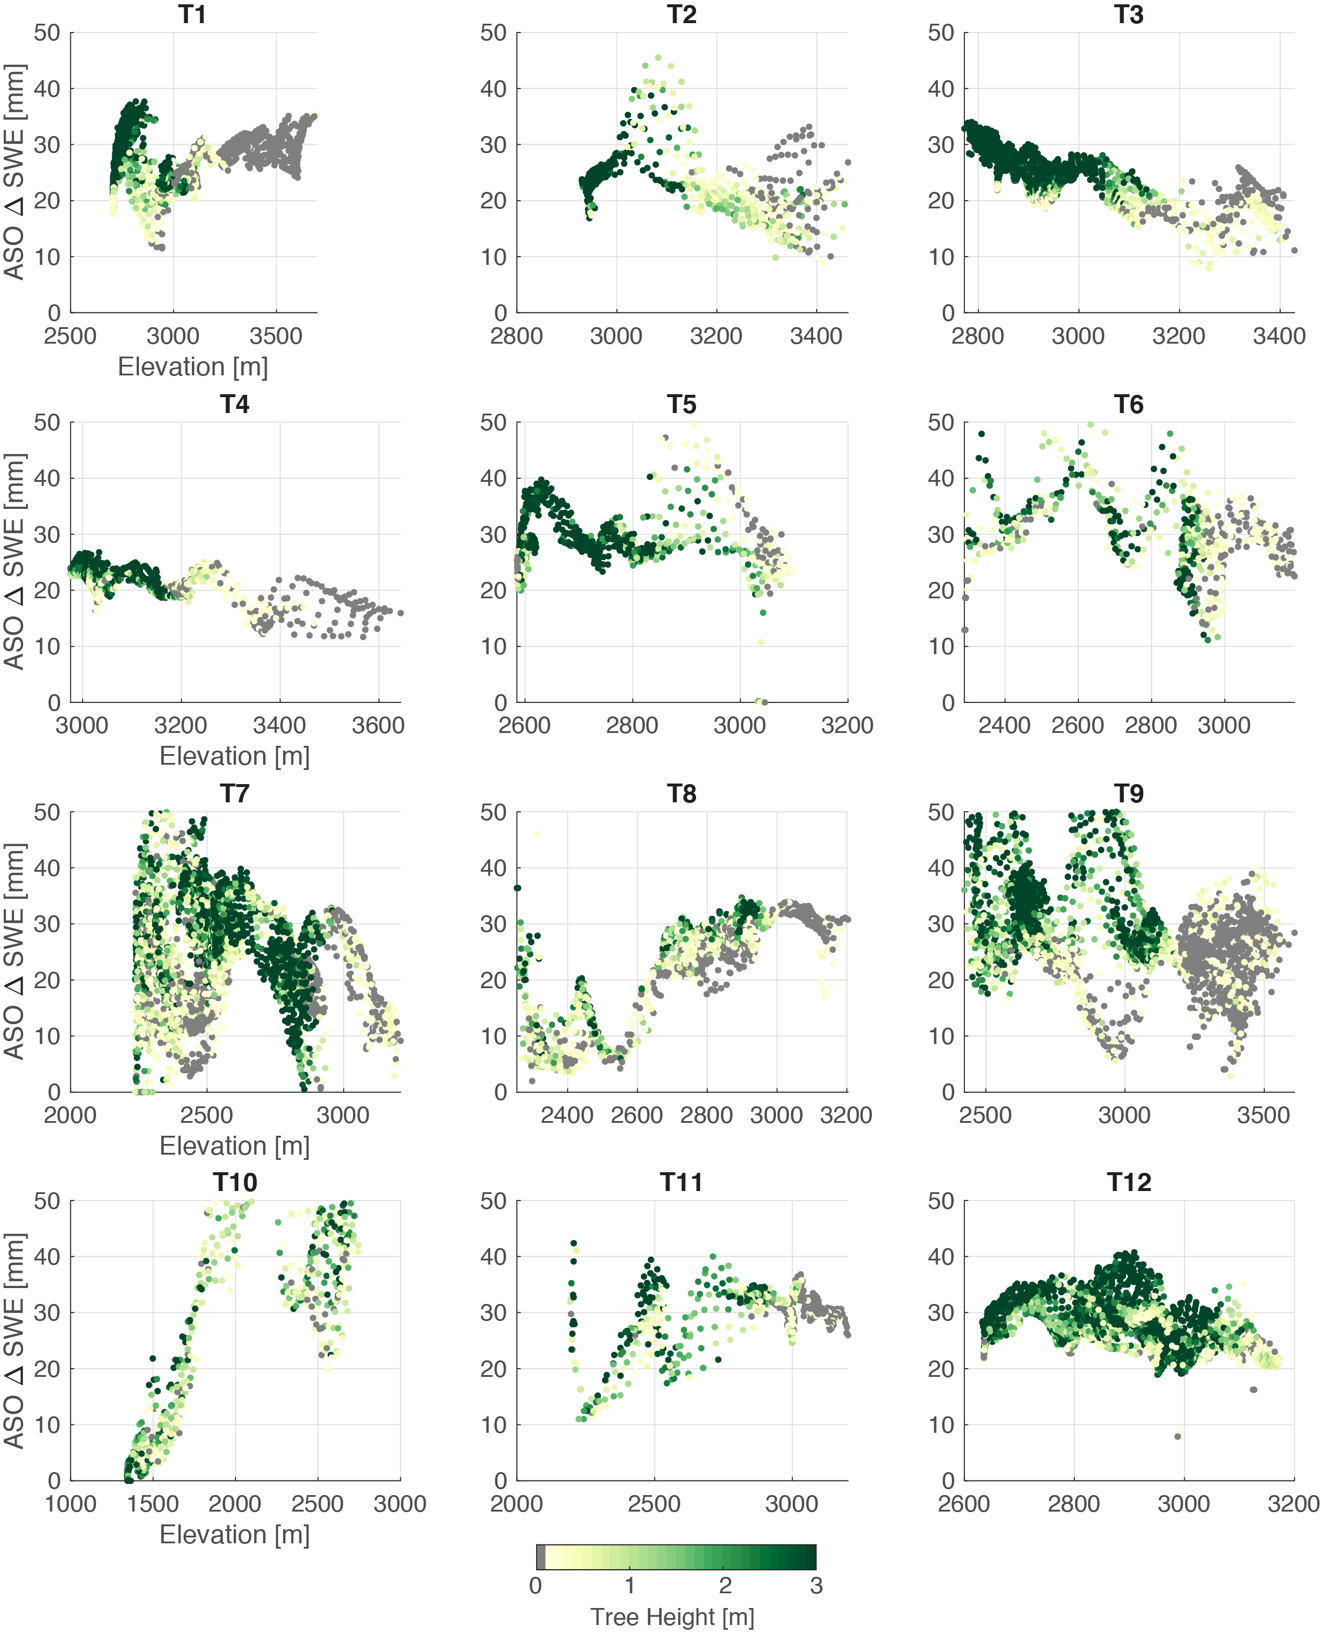 T1 T2 T3
50 50 50
40 40 40
30 30 30
20 20 20
10 10 10
0 0 0
ASO Δ SWE [mm]
2500 3000 3500 2800 3000 3200 3400 2800 3000 3200 3400
Elevation [m]
T4 T5 T6
50 50 50
40 40 40
30 30 30
20 20 20
10 10 10
0 0 0
ASO Δ SWE [mm]
3000 3200 3400 3600 2600 2800 3000 3200 2400 2600 2800 3000
Elevation [m]
T7 T8 T9
50 50 50
40 40 40
30 30 30
20 20 20
10 10 10
0 0 0
ASO Δ SWE [mm]
2000 2500 3000 2400 2600 2800 3000 3200 2500 3000 3500
Elevation [m]
T10 T11 T12
50 50 50
40 40 40
30 30 30
20 20 20
10 10 10
0 0 0
ASO Δ SWE [mm]
1000 1500 2000 2500 3000 2000 2500 3000 2600 2800 3000 3200
Elevation [m]
0 1 2 3
Tree Height [m]